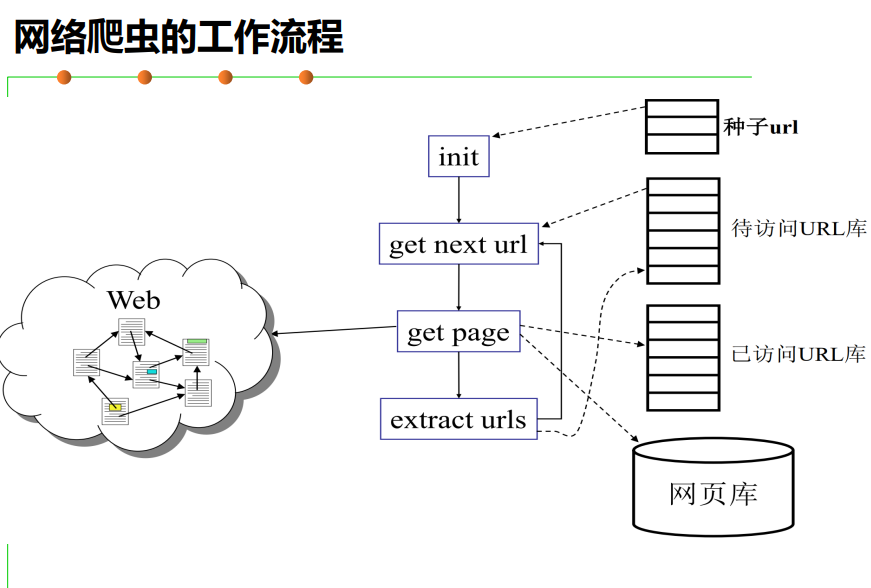 网络爬虫的工作流程
种子url
init
待访问URL库
get next url
Web
get page
已访问URL库
extract urls
网页库